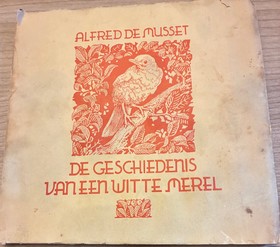 ALFRED DE MUSSET
DE GESCHIEDENIS
VAN EEN WITTE MEREL